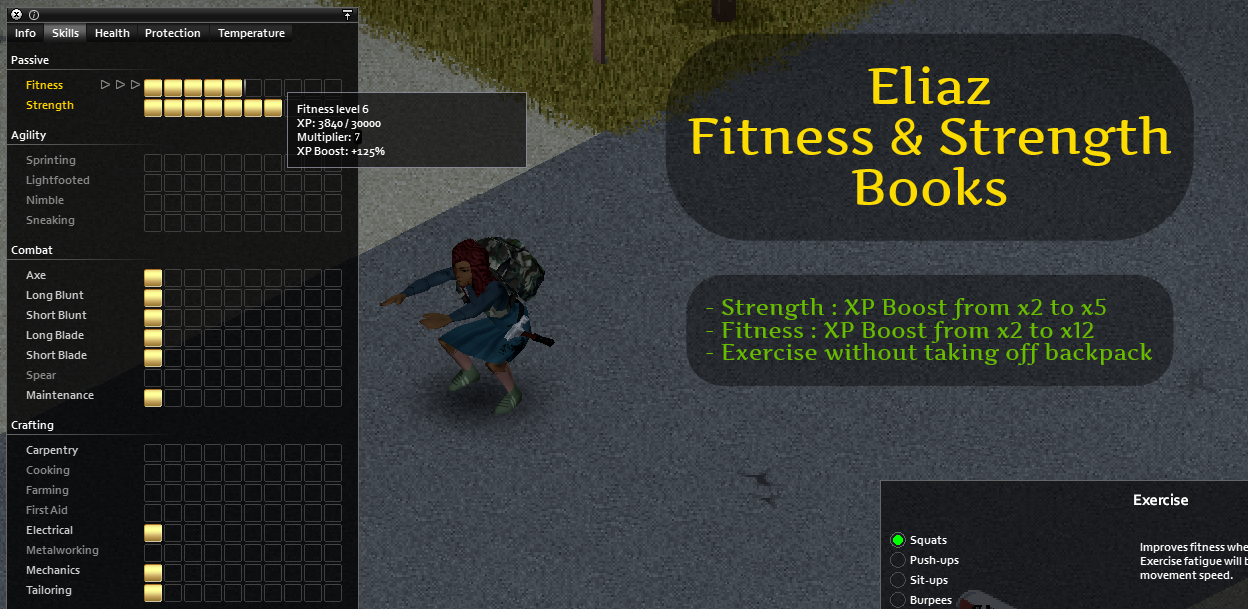 Info Skills Health Protection Temperature
Passive
Fitness
Strength
Fitness level 6
XP: 3840 / 30000
Multiplier: 7
XP Boost: +125%
Agility
Sprinting
Lightfooted
Nimble
Sneaking
Combat
Axe
Long Blunt
Short Blunt
Long Blade
Short Blade
Spear
Maintenance
Crafting
Carpentry
Cooking
Farming
First Aid
Electrical
Metalworking
Mechanics
Tailoring
Eliaz
Fitness & Strength
Books
- Strength : XP Boost from x2 to x5
- Fitness : XP Boost from x2 to x12
- Exercise without taking off backpack
Exercise
Squats
Push-ups
Sit-ups
Burpees
Improves fitness whe
Exercise fatigue will b
movement speed.